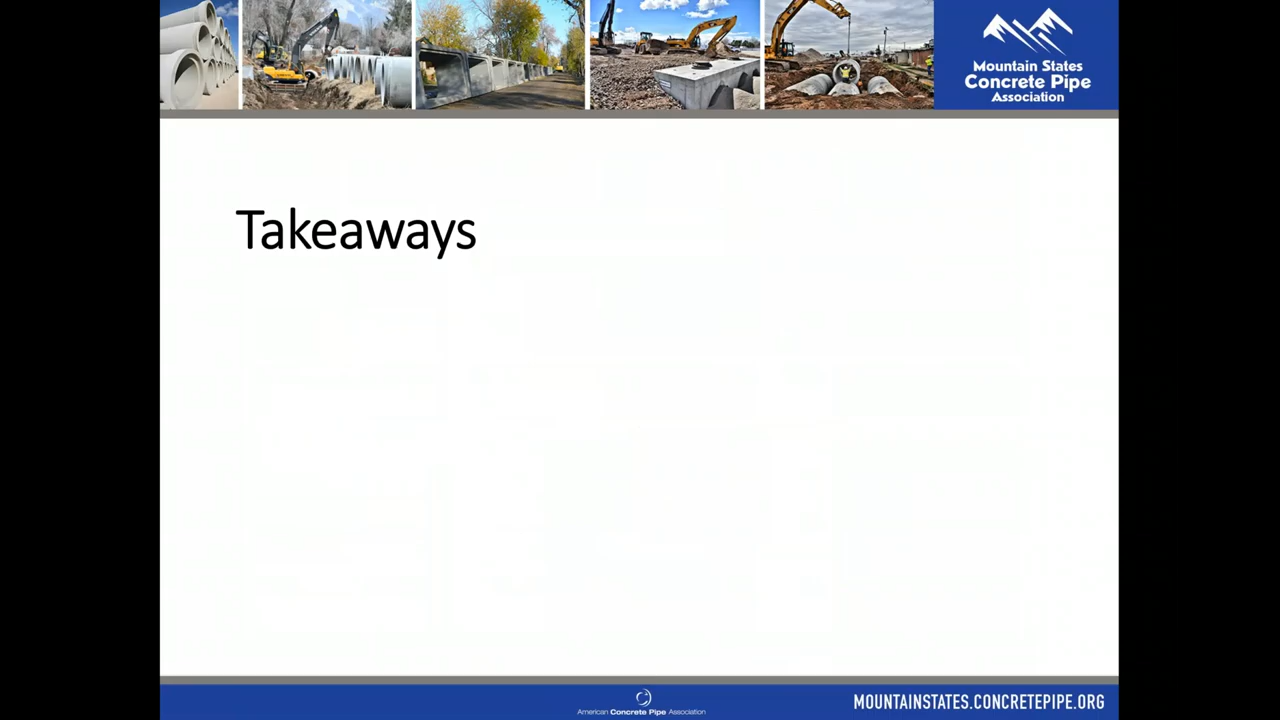 Mountain States
Concrete Pipe
Association
Takeaways
American Concrete Pipe Association
MOUNTAINSTATES.CONCRETEPIPE.ORG